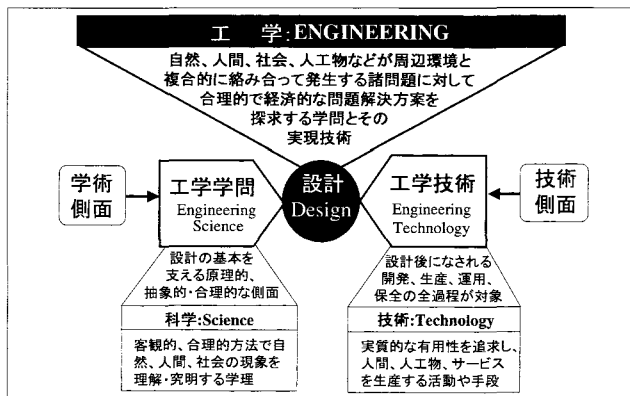 工 学:ENGINEERING
自然、人間、社会、人工物などが周辺環境と
複合的に絡み合って発生する諸問題に対して
合理的で経済的な問題解決方案を
探求する学問とその
実現技術
学術
側面
工学学問
Engineering
Science
設計
Design
工学技術
Engineering
Technology
技術
側面
設計の基本を
支える原理的、
抽象的・合理的な側面
科学:Science
客観的、合理的方法で自
然、人間、社会の現象を
理解・究明する学理
設計後になされる
開発、生産、運用、
保全の全過程が対象
技術:Technology
実質的な有用性を追求し、
人間、人工物、サービス
を生産する活動や手段